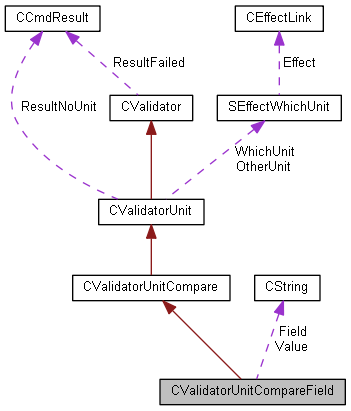 CCmdResult
CEffectLink
ResultFailed
Effect
ResultNoUnit
CValidator
SEffectWhichUnit
WhichUnit
OtherUnit
CValidatorUnit
CValidatorUnitCompare
CString
Field
Value
CValidatorUnitCompareField